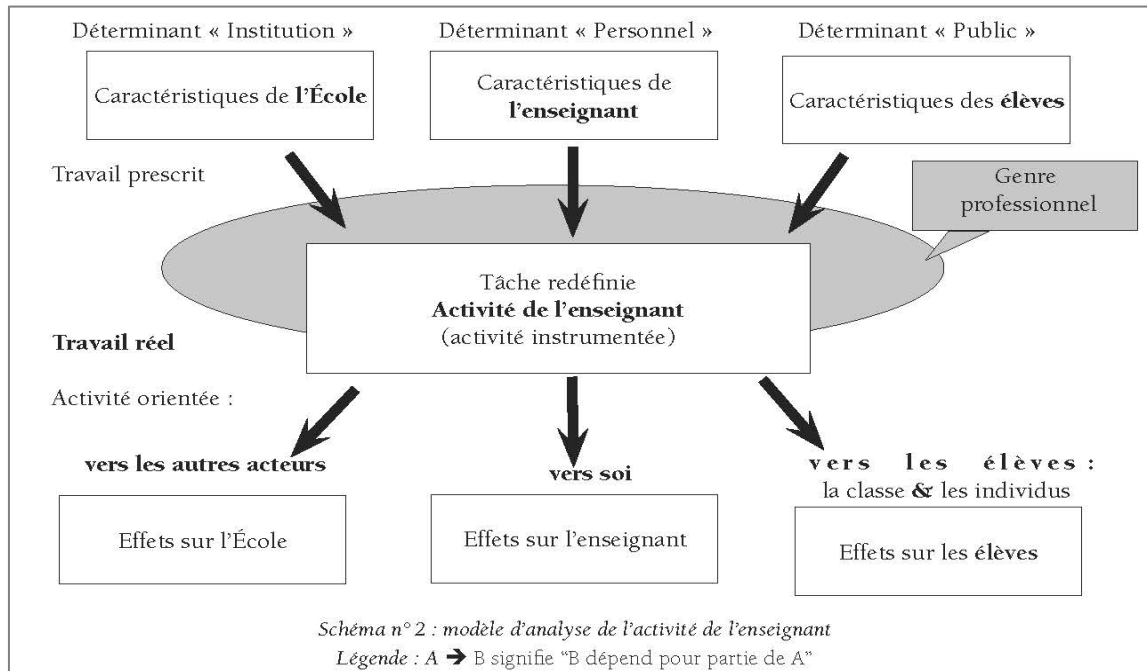 Déterminant « Institution »
Déterminant « Personnel »
Déterminant « Public »
Caractéristiques de l’École
Caractéristiques de
l’enseignant
Caractéristiques des élèves
Travail prescrit
Genre
professionnel
Tâche redéfinie
Activité de l’enseignant
(activité instrumentée)
Travail réel
Activité orientée :
vers les autres acteurs
vers soi
vers les élèves :
la classe & les individus
Effets sur l’École
Effets sur l’enseignant
Effets sur les élèves
Schéma n° 2 : modèle d’analyse de l’activité de l’enseignant
Légende : A ➔ B signifie “B dépend pour partie de A”